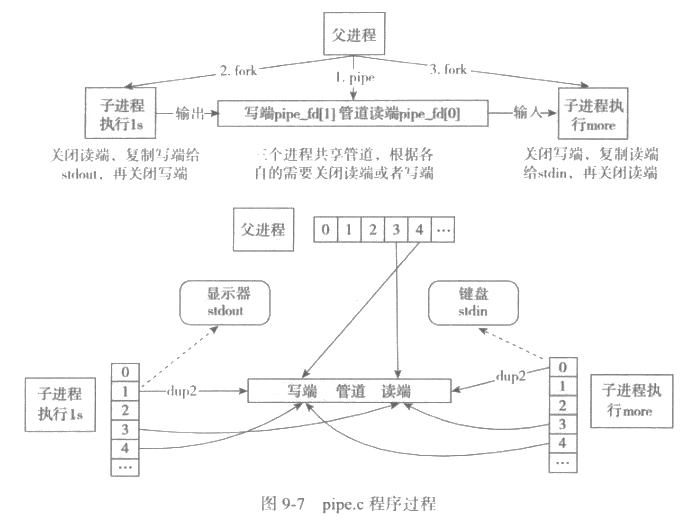 父进程
2. fork
1. pipe
3. fork
子进程
执行1s
输出
写端pipe_fd[1] 管道读端pipe_fd[0]
输入
子进程执
行more
关闭读端、复制写端给
stdout，再关闭写端
三个进程共享管道，根据各
自的需要关闭读端或者写端
关闭写端、复制读端
给stdin，再关闭读端
父进程
0 1 2 3 4 …
显示器
stdout
键盘
stdin
子进程
执行1s
0
1
2
3
4
…
dup2
写端 管道 读端
dup2
0
1
2
3
4
…
子进程执
行more
图 9-7 pipe.c 程序过程